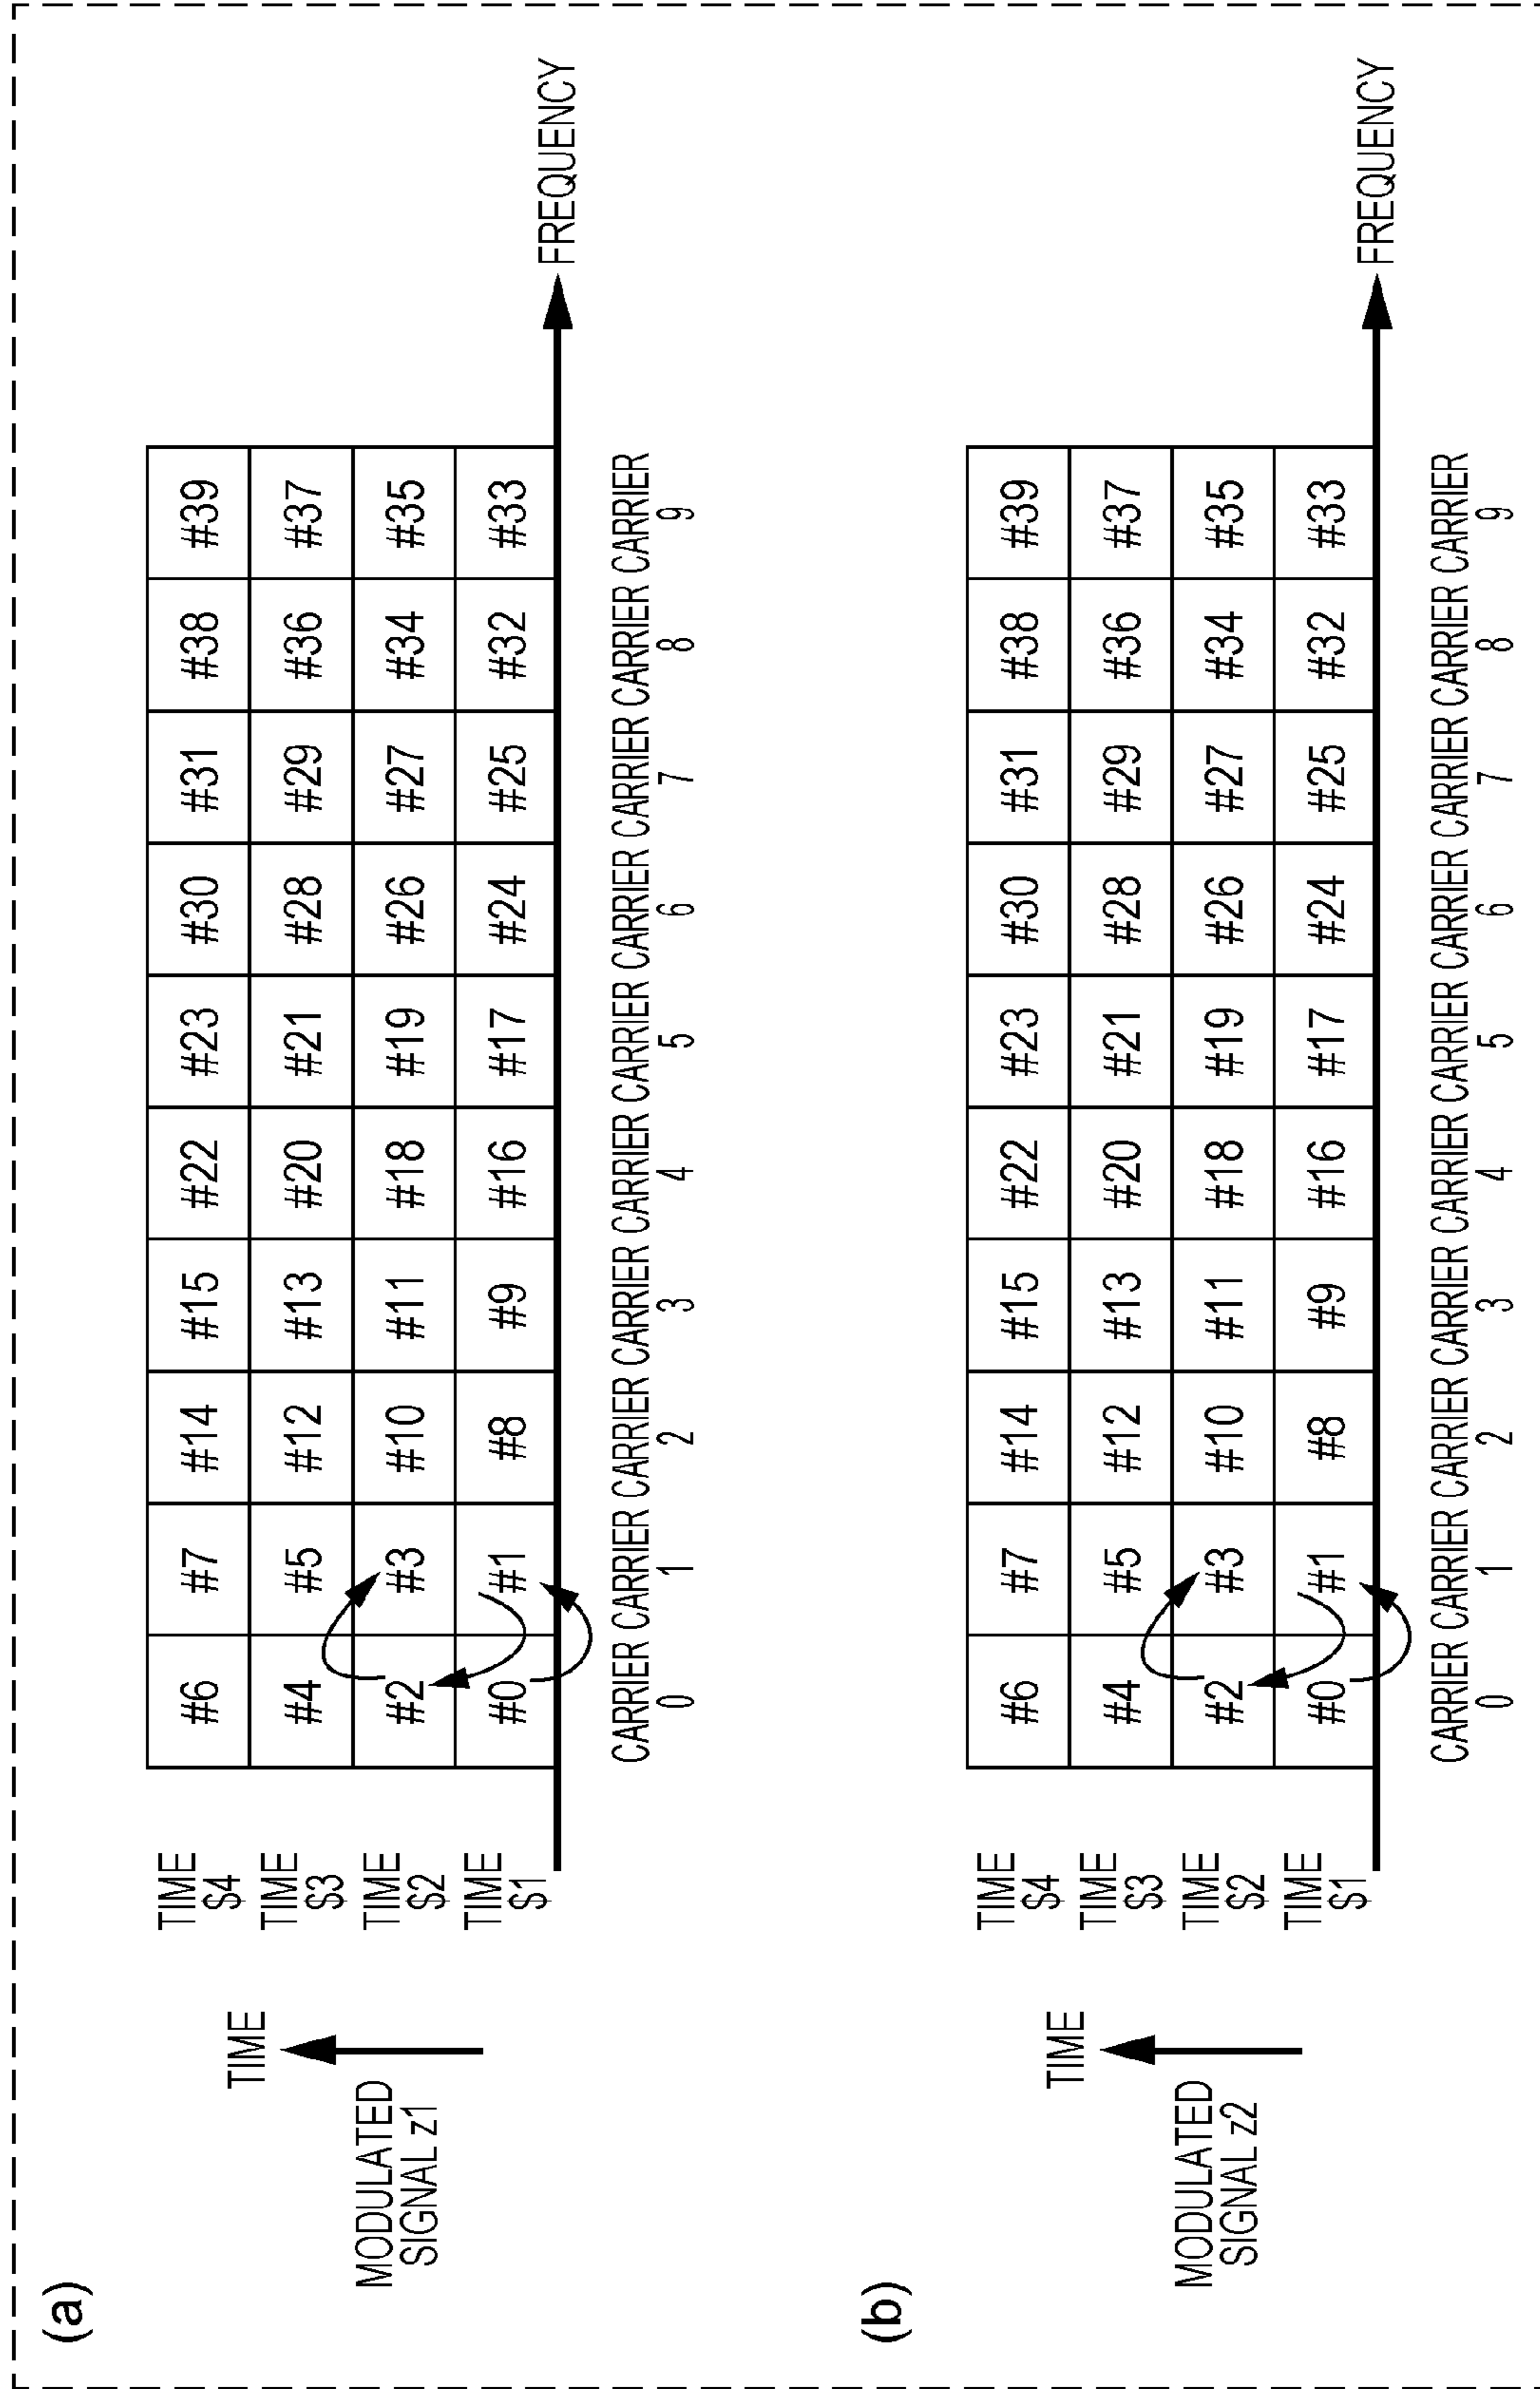 (a)
MODULATED
SIGNAL z1
TIME
TIME
$4
#6 #7 #14 #15 #22 #23 #30 #31 #38 #39
TIME
$3
#4 #5 #12 #13 #20 #21 #28 #29 #36 #37
TIME
$2
#2 #3 #10 #11 #18 #19 #26 #27 #34 #35
TIME
$1
#0 #1 #8 #9 #16 #17 #24 #25 #32 #33
FREQUENCY
CARRIER CARRIER CARRIER CARRIER CARRIER CARRIER CARRIER CARRIER CARRIER CARRIER
0 1 2 3 4 5 6 7 8 9
(b)
MODULATED
SIGNAL z2
TIME
TIME
$4
#6 #7 #14 #15 #22 #23 #30 #31 #38 #39
TIME
$3
#4 #5 #12 #13 #20 #21 #28 #29 #36 #37
TIME
$2
#2 #3 #10 #11 #18 #19 #26 #27 #34 #35
TIME
$1
#0 #1 #8 #9 #16 #17 #24 #25 #32 #33
FREQUENCY
CARRIER CARRIER CARRIER CARRIER CARRIER CARRIER CARRIER CARRIER CARRIER CARRIER
0 1 2 3 4 5 6 7 8 9